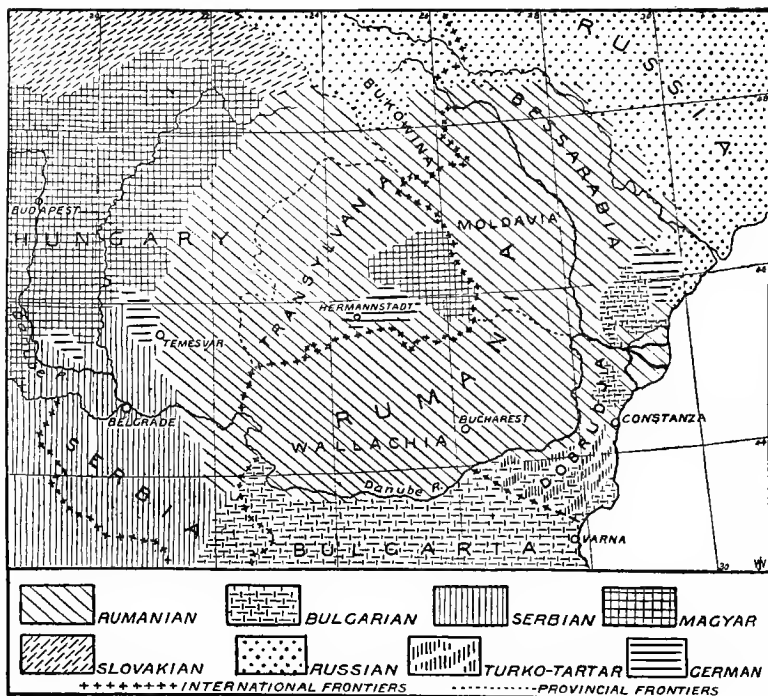 RUSSIA
BUKOWINA
BESSARABIA
BUDAPEST
HUNGARY
TRANSYLVANIA
MOLDAVIA
HERMANNSTADT
TEMESVAR
RUMANIA
BELGRADE
WALLACHIA
BUCHAREST
CONSTANZA
DOBRUDJA
SERBIA
Danube R.
BULGARIA
VARNA
30
RUMANIAN
BULGARIAN
SERBIAN
MAGYAR
SLOVAKIAN
RUSSIAN
TURKO-TARTAR
GERMAN
INTERNATIONAL FRONTIERS
PROVINCIAL FRONTIERS